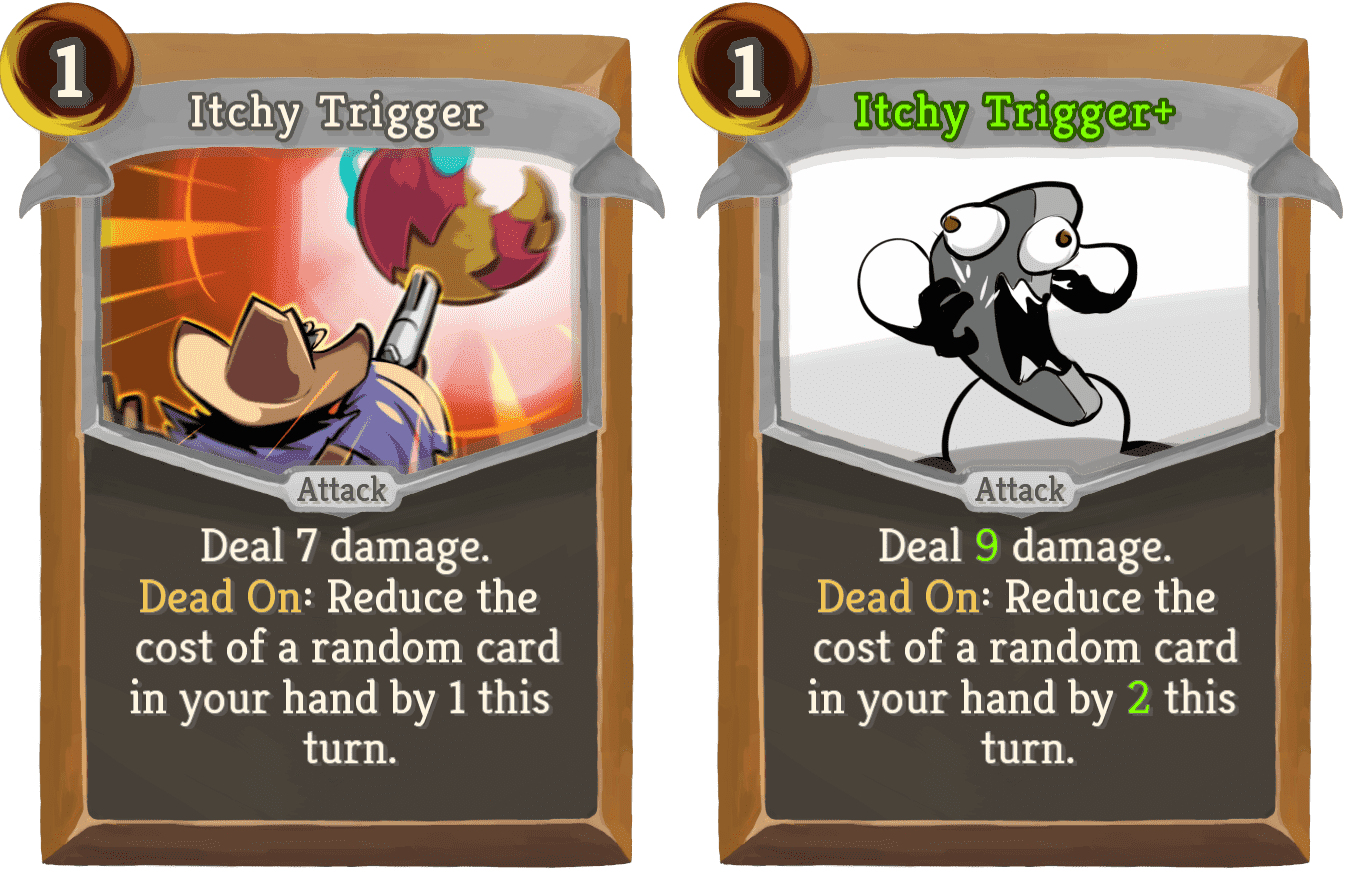 1
Itchy Trigger
Attack
Deal 7 damage.
Dead On: Reduce the
cost of a random card
in your hand by 1 this
turn.
1
Itchy Trigger+
Attack
Deal 9 damage.
Dead On: Reduce the
cost of a random card
in your hand by 2 this
turn.